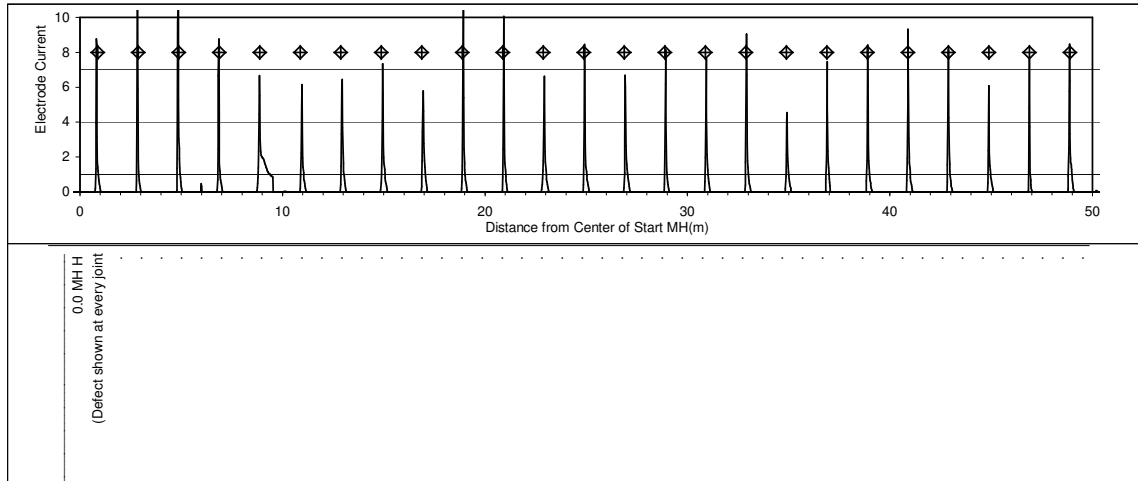 10
8
6
4
2
0
Electrode Current
0 10 20 30 40 50
Distance from Center of Start MH(m)
0.0 MH H
(Defect shown at every joint